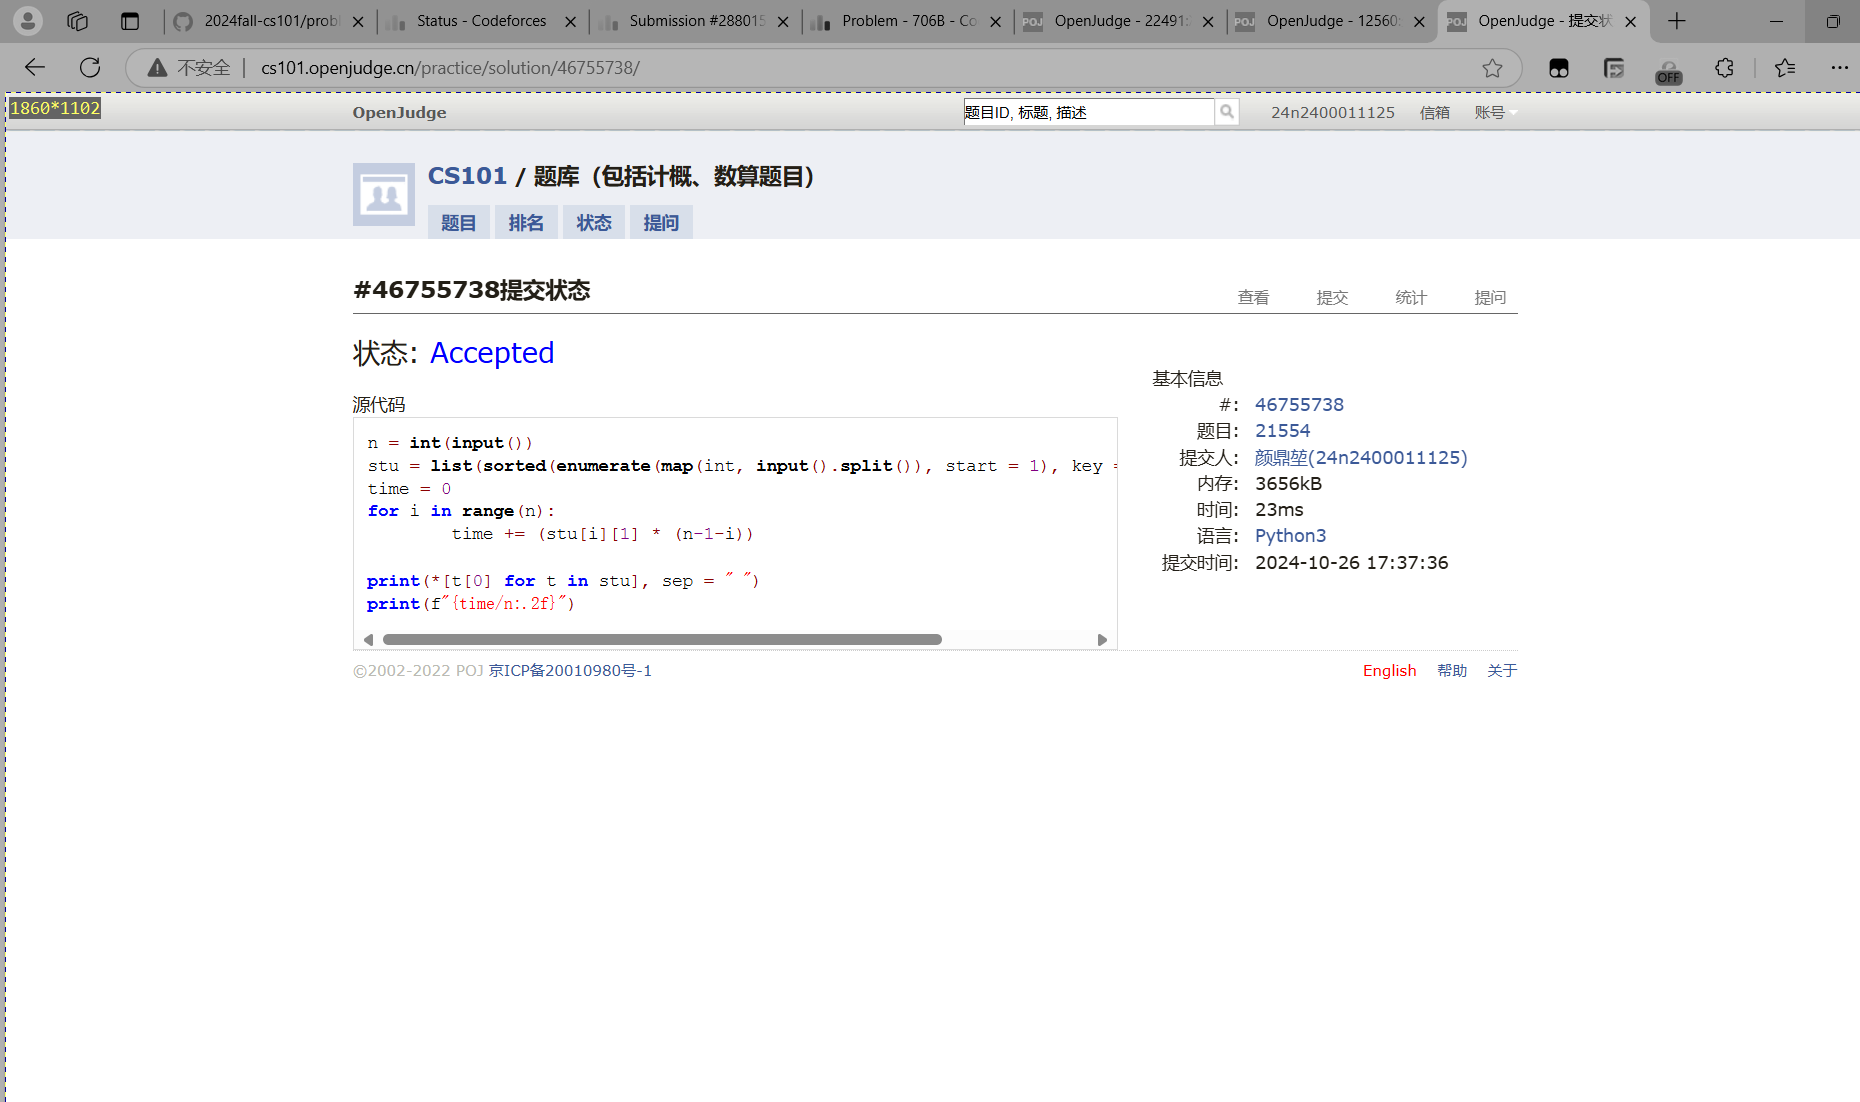 2024fall-cs101/probl
Status - Codeforces
Submission #288015
Problem - 706B - Co
POJ OpenJudge - 22491:
POJ OpenJudge - 12560:
POJ OpenJudge - 提交状
不安全 cs101.openjudge.cn/practice/solution/46755738/
OFF
1860*1102
OpenJudge
题目ID, 标题, 描述
24n2400011125 信箱 账号
CS101 / 题库（包括计概、数算题目）
题目 排名 状态 提问
#46755738提交状态
查看 提交 统计 提问
状态: Accepted
源代码
n = int(input())
stu = list(sorted(enumerate(map(int, input().split()), start = 1), key =
time = 0
for i in range(n):
time += (stu[i][1] * (n-1-i))
print(*[t[0] for t in stu], sep = " ")
print(f"{time/n:.2f}")
基本信息
#: 46755738
题目: 21554
提交人: 颜鼎堃(24n2400011125)
内存: 3656kB
时间: 23ms
语言: Python3
提交时间: 2024-10-26 17:37:36
©2002-2022 POJ 京ICP备20010980号-1
English 帮助 关于